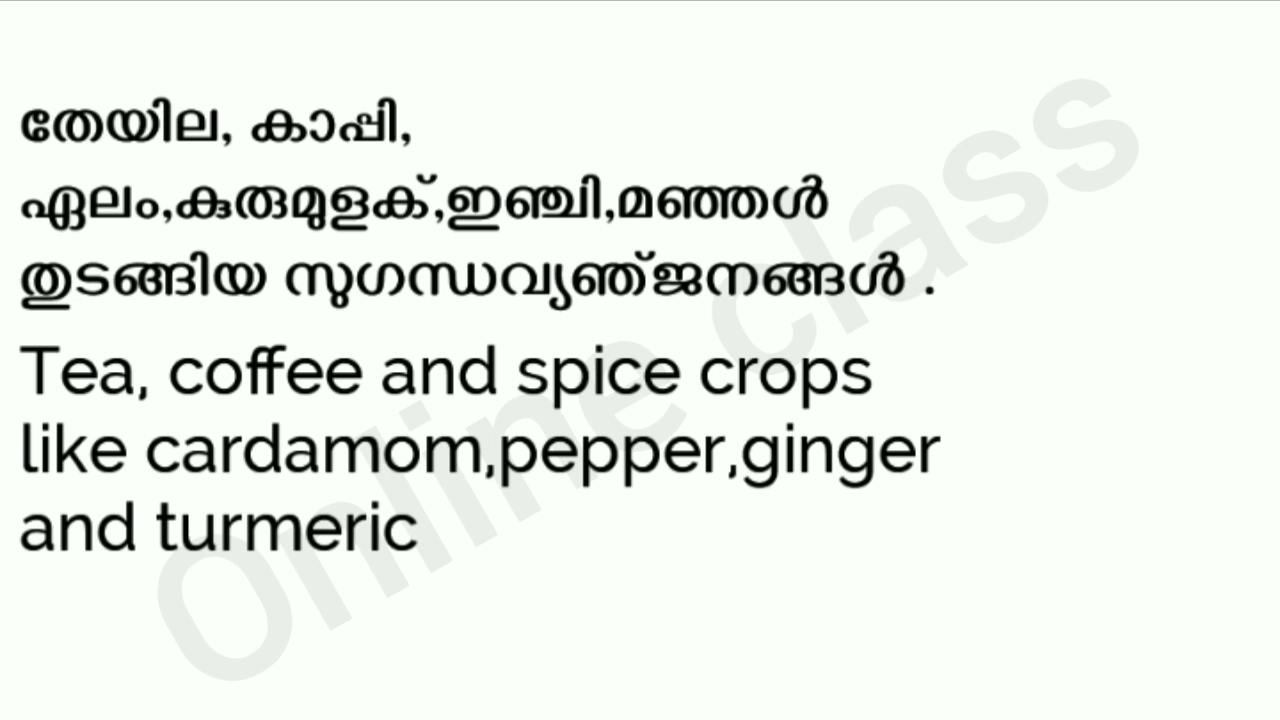 തേയില, കാപ്പി,
ഏലം,കുരുമുളക്,ഇഞ്ചി,മഞ്ഞൾ
തുടങ്ങിയ സുഗന്ധവ്യഞ്ജനങ്ങൾ .
Tea, coffee and spice crops
like cardamom,pepper,ginger
and turmeric
Online class